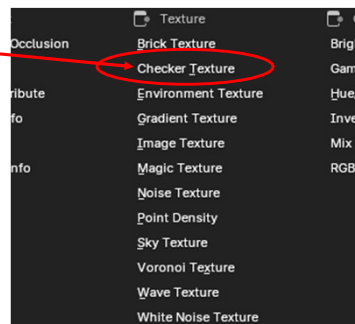 Texture
Occlusion Brick Texture Brig
Checker Texture Gam
ribute Environment Texture Hue
fo Gradient Texture Inve
Image Texture Mix
nfo Magic Texture RGB
Noise Texture
Point Density
Sky Texture
Voronoi Texture
Wave Texture
White Noise Texture